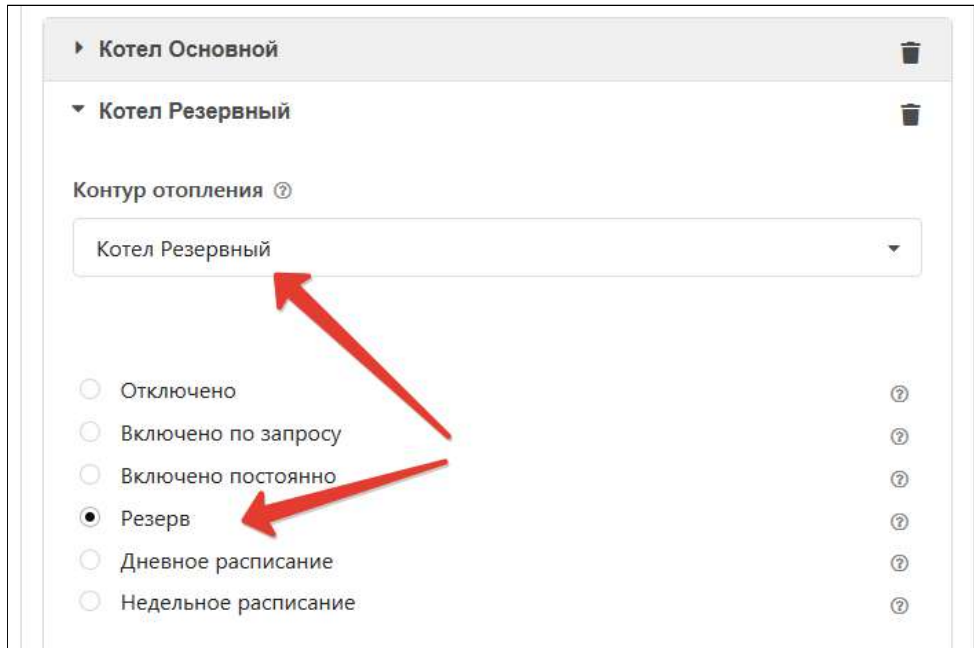 Котел Основной
Котел Резервный
Контур отопления
Котел Резервный
Отключено
Включено по запросу
Включено постоянно
Резерв
Дневное расписание
Недельное расписание